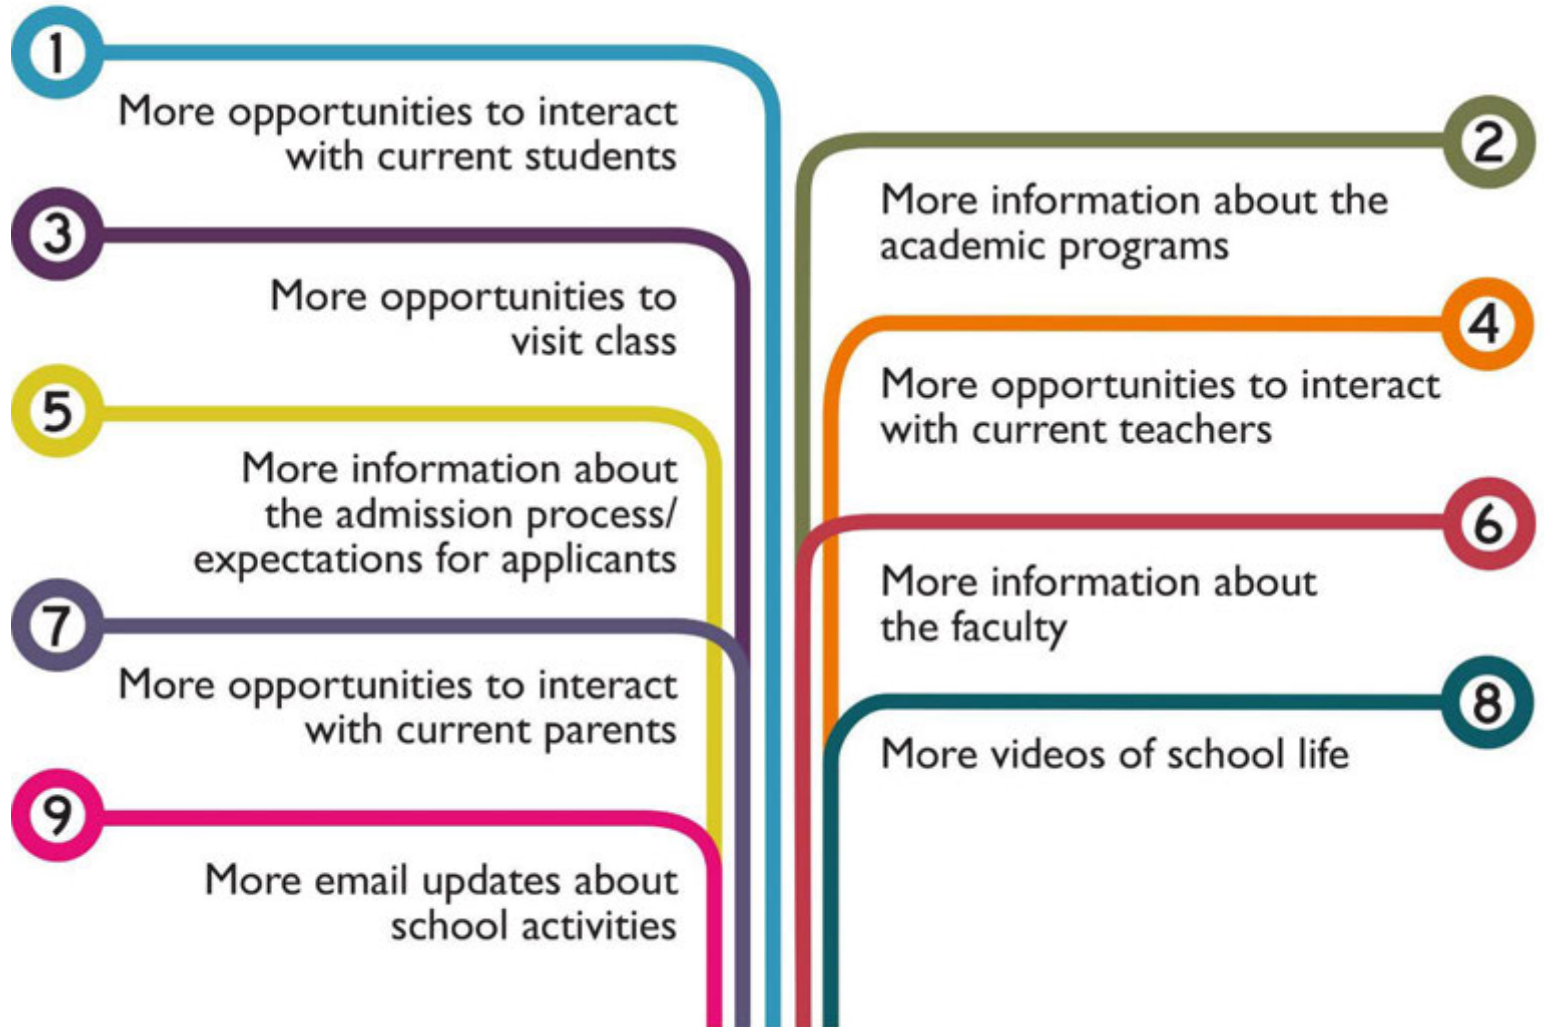 1
More opportunities to interact
with current students
2
More information about the
academic programs
3
More opportunities to
visit class
4
More opportunities to interact
with current teachers
5
More information about
the admission process/
expectations for applicants
6
More information about
the faculty
7
More opportunities to interact
with current parents
8
More videos of school life
9
More email updates about
school activities